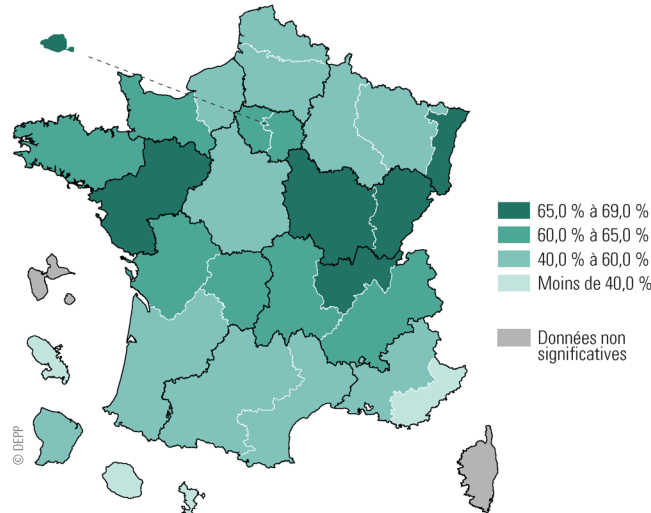 65,0 % à 69,0 %
60,0 % à 65,0 %
40,0 % à 60,0 %
Moins de 40,0 %
Données non
significatives
© DEPP